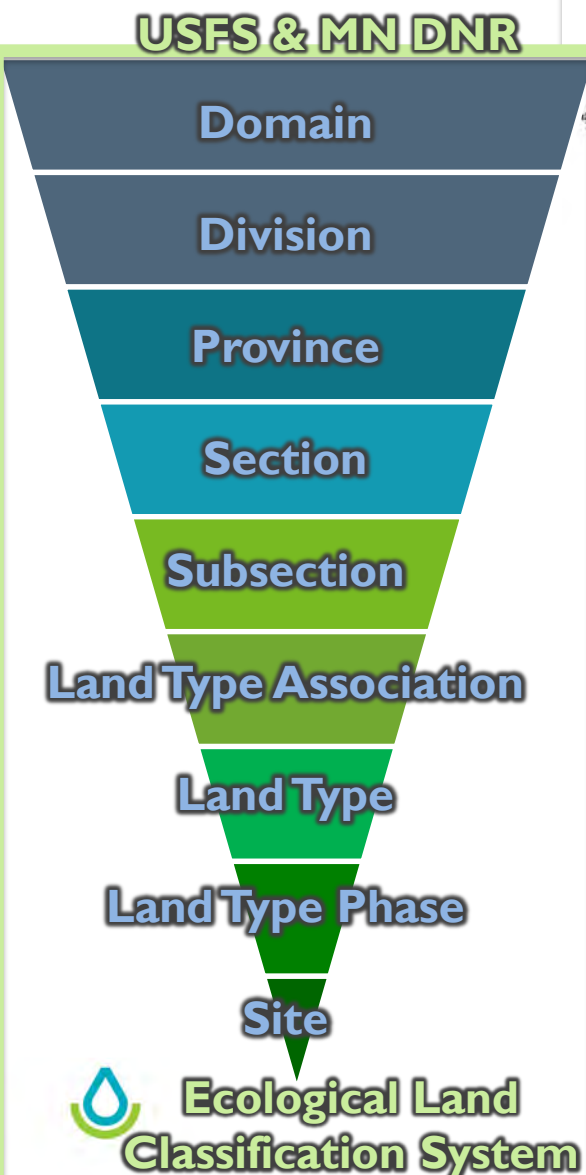 USFS & MN DNR
Domain
Division
Province
Section
Subsection
Land Type Association
Land Type
Land Type Phase
Site
Ecological Land
Classification System